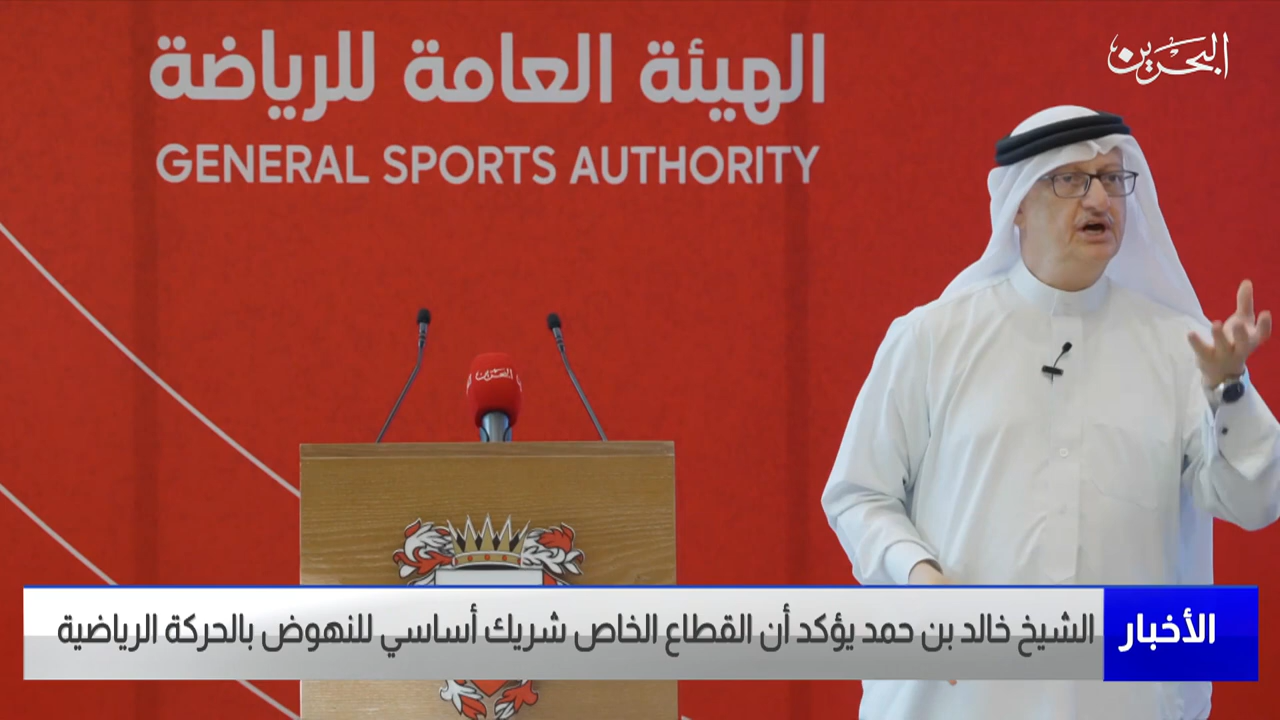 البحرين
الهيئة العامة للرياضة
GENERAL SPORTS AUTHORITY
البحرين
الأخبار
الشيخ خالد بن حمد يؤكد أن القطاع الخاص شريك أساسي للنهوض بالحركة الرياضية